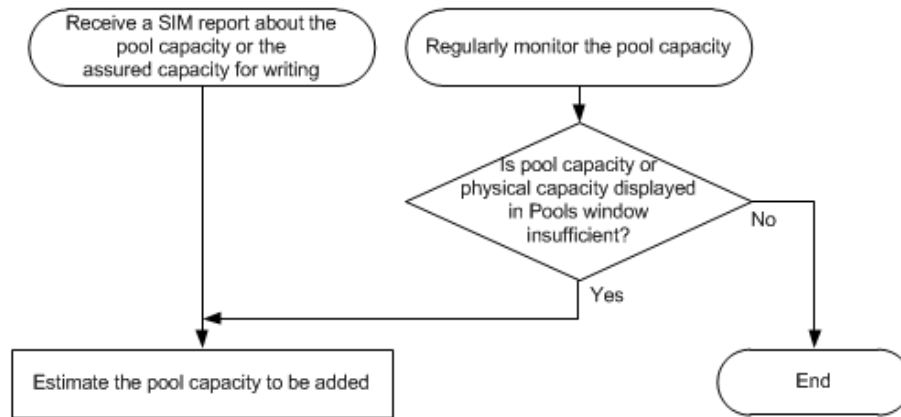 Receive a SIM report about the
pool capacity or the
assured capacity for writing
Regularly monitor the pool capacity
Is pool capacity or
physical capacity displayed
in Pools window
insufficient?
No
Yes
Estimate the pool capacity to be added
End